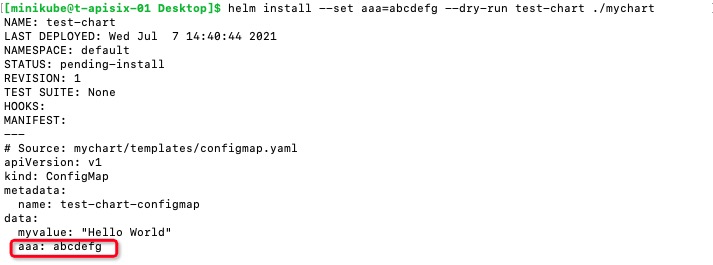 [minikube@t-apisix-01 Desktop]$ helm install --set aaa=abcdefg --dry-run test-chart ./mychart
NAME: test-chart
LAST DEPLOYED: Wed Jul  7 14:40:44 2021
NAMESPACE: default
STATUS: pending-install
REVISION: 1
TEST SUITE: None
HOOKS:
MANIFEST:
---
# Source: mychart/templates/configmap.yaml
apiVersion: v1
kind: ConfigMap
metadata:
  name: test-chart-configmap
data:
  myvalue: "Hello World"
  aaa: abcdefg